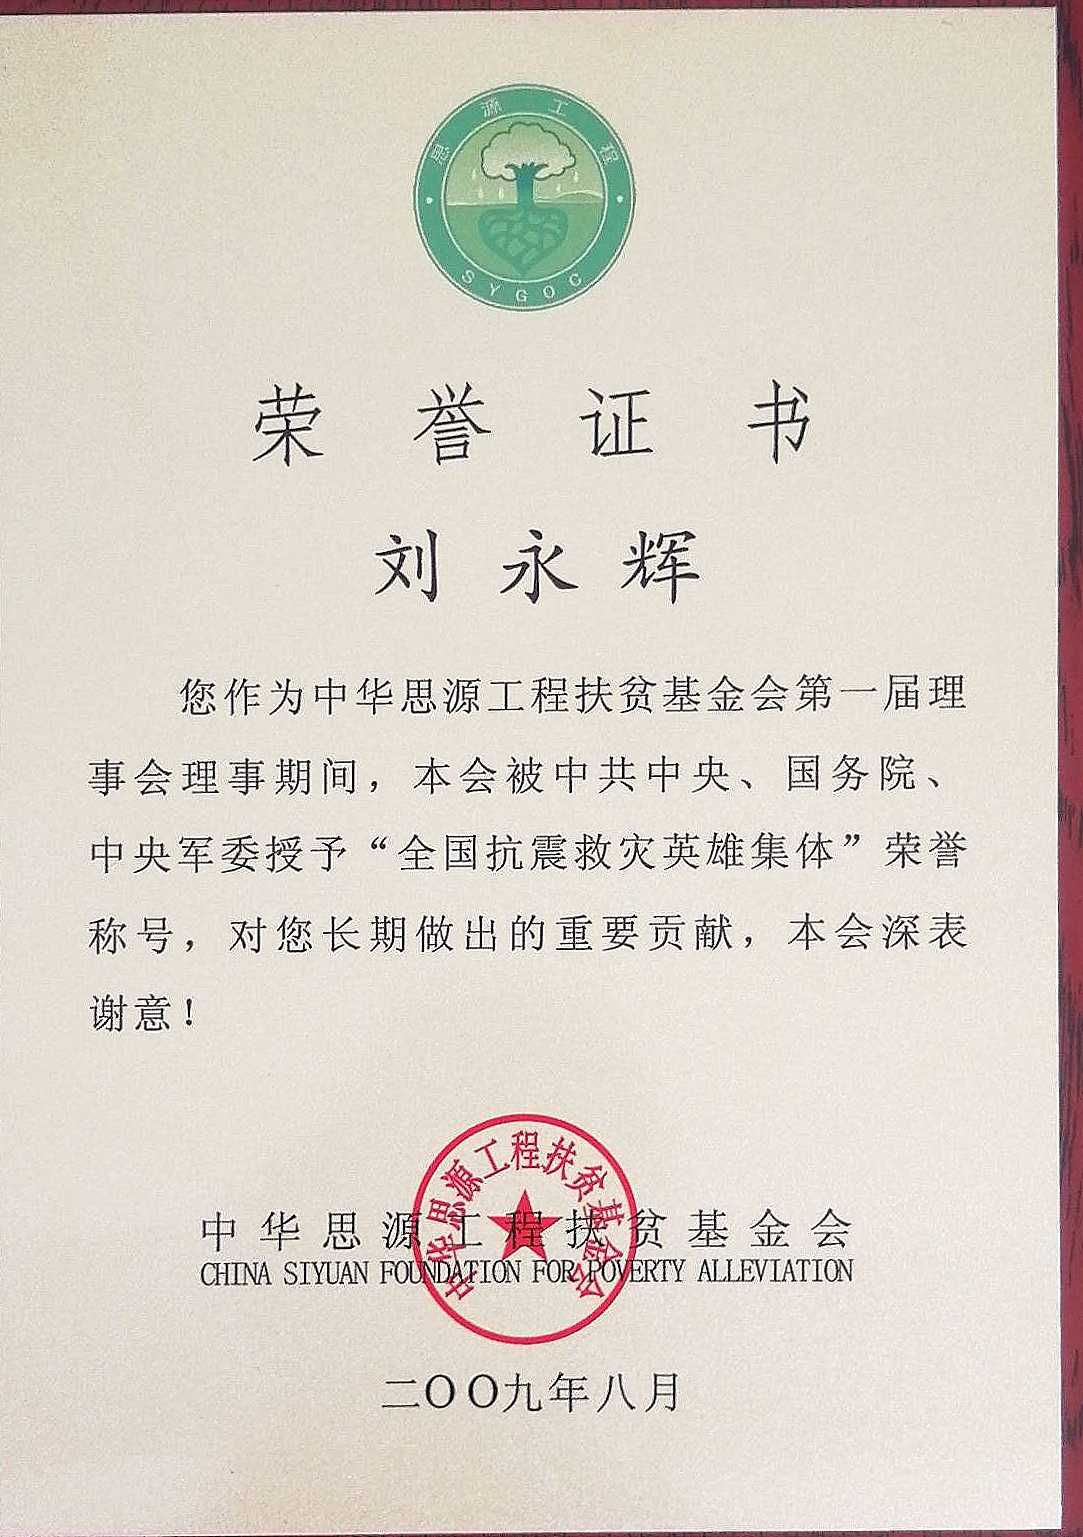 思源工程
SYGOC
荣誉证书
刘永辉
您作为中华思源工程扶贫基金会第一届理
事会理事期间，本会被中共中央、国务院、
中央军委授予“全国抗震救灾英雄集体”荣誉
称号，对您长期做出的重要贡献，本会深表
谢意！
中华思源工程扶贫基金会
中华思源工程扶贫基金会
CHINA SIYUAN FOUNDATION FOR POVERTY ALLEVIATION
二〇〇九年八月